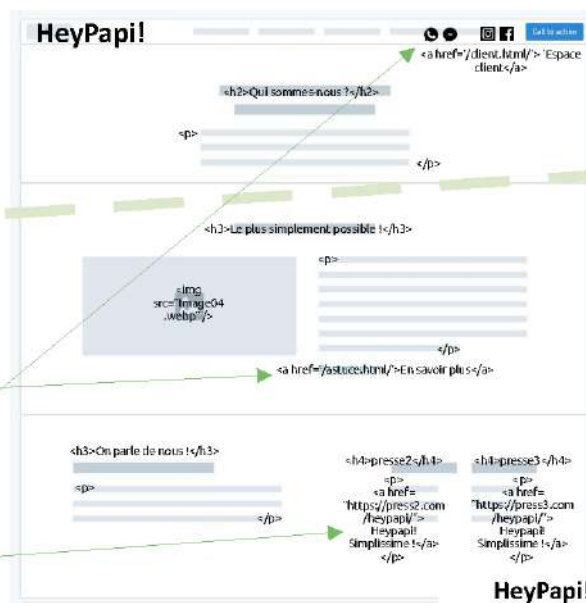 HeyPapi!
Call to action
<a href="/client.html/"> 'Espace
client</a>
<h2>Qui sommes-nous ?</h2>
<p>
</p>
<h3>Le plus simplement possible !</h3>
<img
src="Image04
.webp"/>
<p>
</p>
<a href="/astuce.html/">En savoir plus</a>
<h3>On parle de nous !</h3>
<p>
</p>
<h4>presse2</h4>
<p>
<a href=
"https://press2.com
/heypapi/">
Heypapi!
Simplissime !</a>
</p>
<h4>presse3</h4>
<p>
<a href=
"https://press3.com
/heypapi/">
Heypapi!
Simplissime !</a>
</p>
HeyPapi!